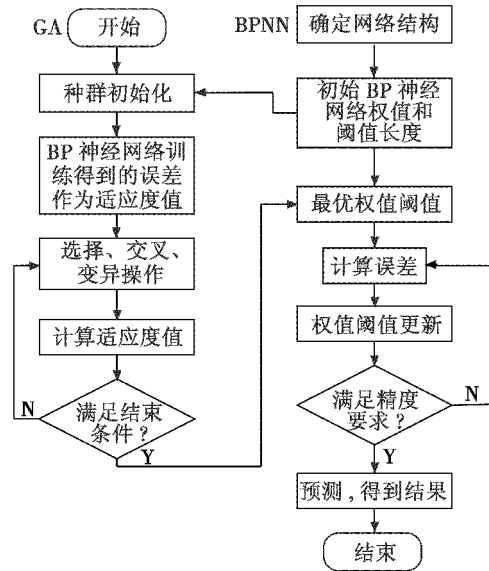 GA
开始
种群初始化
BP 神经网络训
练得到的误差
作为适应度值
选择、交叉、
变异操作
计算适应度值
满足结束
条件？
N
Y
BPNN
确定网络结构
初始 BP 神经
网络权值和
阈值长度
最优权值阈值
计算误差
权值阈值更新
满足精度
要求？
N
Y
预测,得到结果
结束